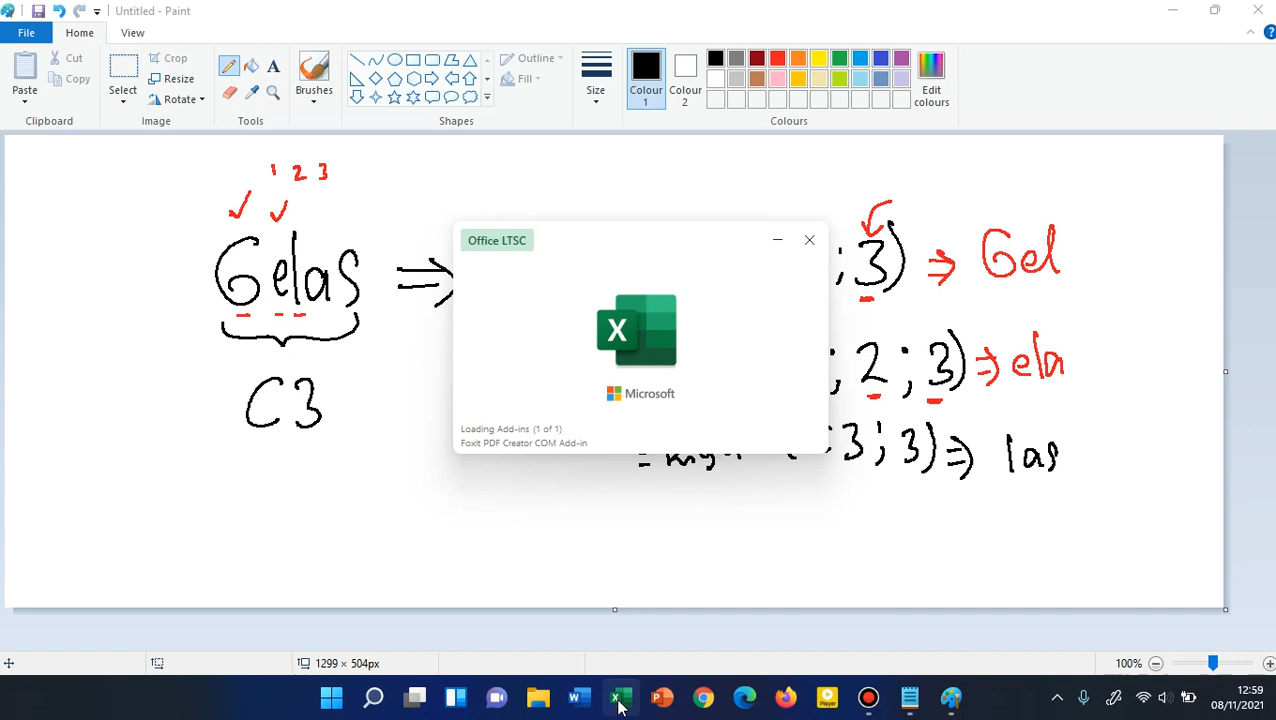 Untitled - Paint
File
Home
View
Paste
Cut
Copy
Clipboard
Select
Crop
Resize
Rotate
Image
Tools
Brushes
Shapes
Outline
Fill
Size
Colour 1
Colour 2
Edit colours
Colours
1 2 3
Gelas ⇒
; 3) ⇒ Gel
; 2 ; 3) ⇒ ela
; 3 ; 3) ⇒ las
C3
Office LTSC
X
Microsoft
Loading Add-ins (1 of 1)
Foxit PDF Creator COM Add-in
1299 × 504px
100%
Player
12:59
08/11/2021